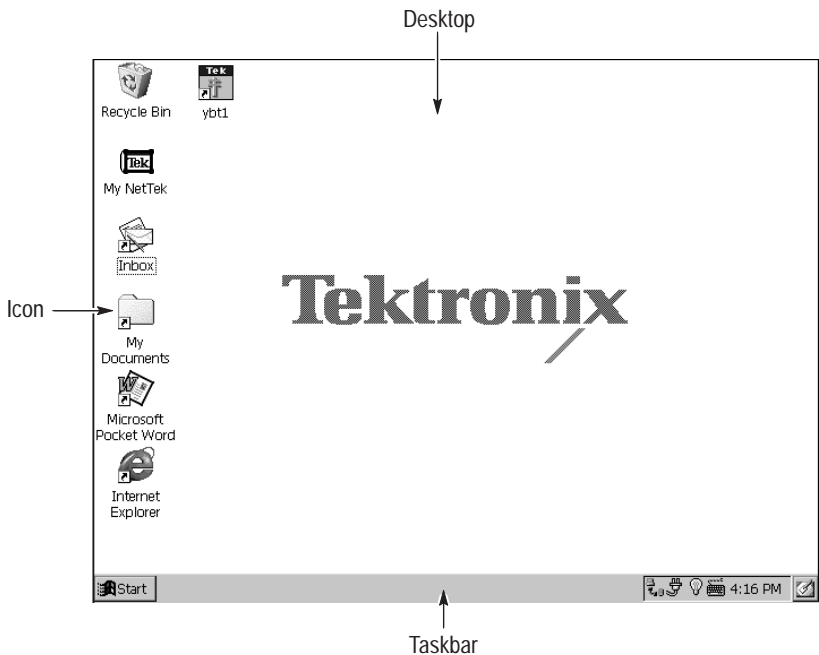 Desktop
Tek
Recycle Bin
ybt1
Tek
My NetTek
Inbox
Icon
My
Documents
Microsoft
Pocket Word
Internet
Explorer
Tektronix
Start
4:16 PM
Taskbar